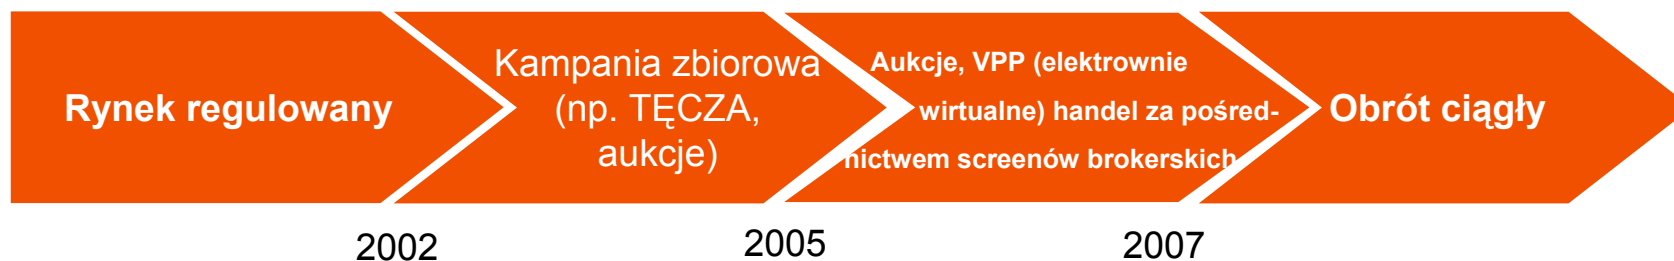 Rynek regulowany
Kampania zbiorowa
(np. TĘCZA,
aukcje)
Aukcje, VPP (elektrownie
wirtualne) handel za pośred-
nictwem screenów brokerskich
Obrót ciągły
2002
2005
2007